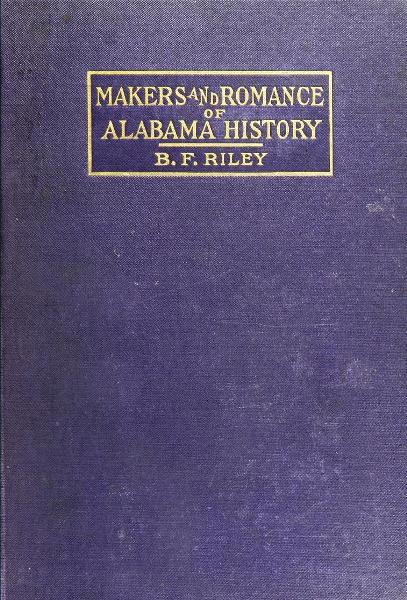 MAKERS AND ROMANCE
OF
ALABAMA HISTORY
B. F. RILEY